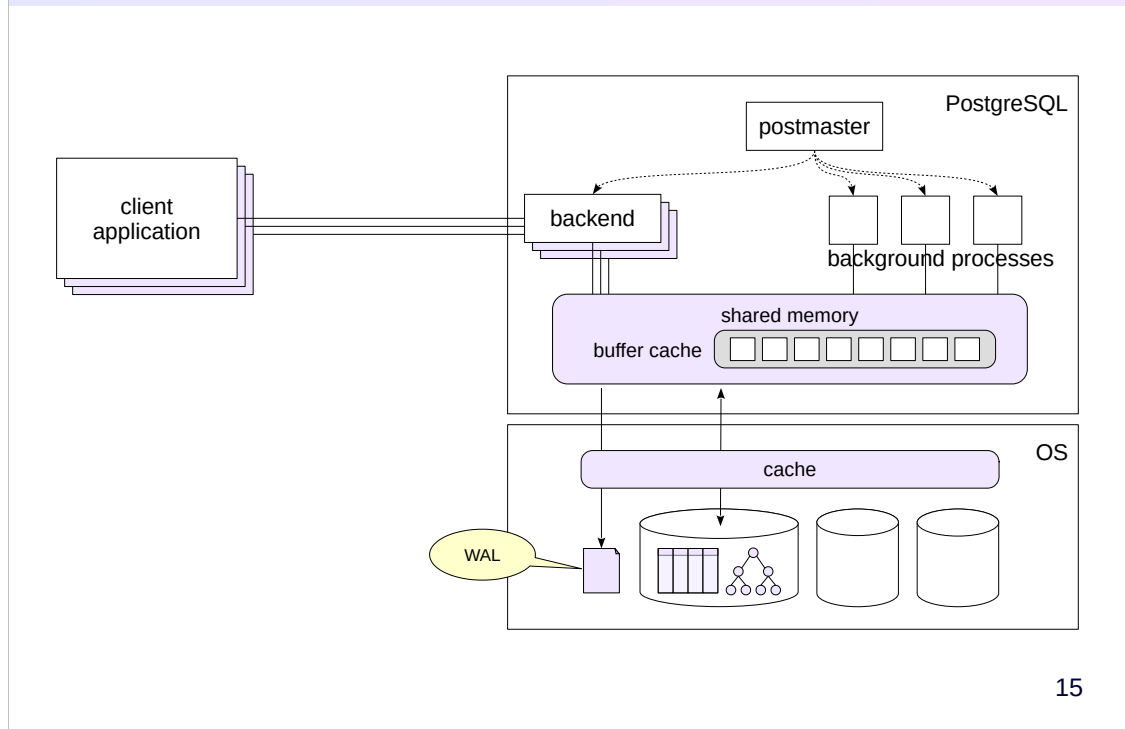 PostgreSQL
postmaster
client
application
backend
background processes
shared memory
buffer cache
OS
cache
WAL
15